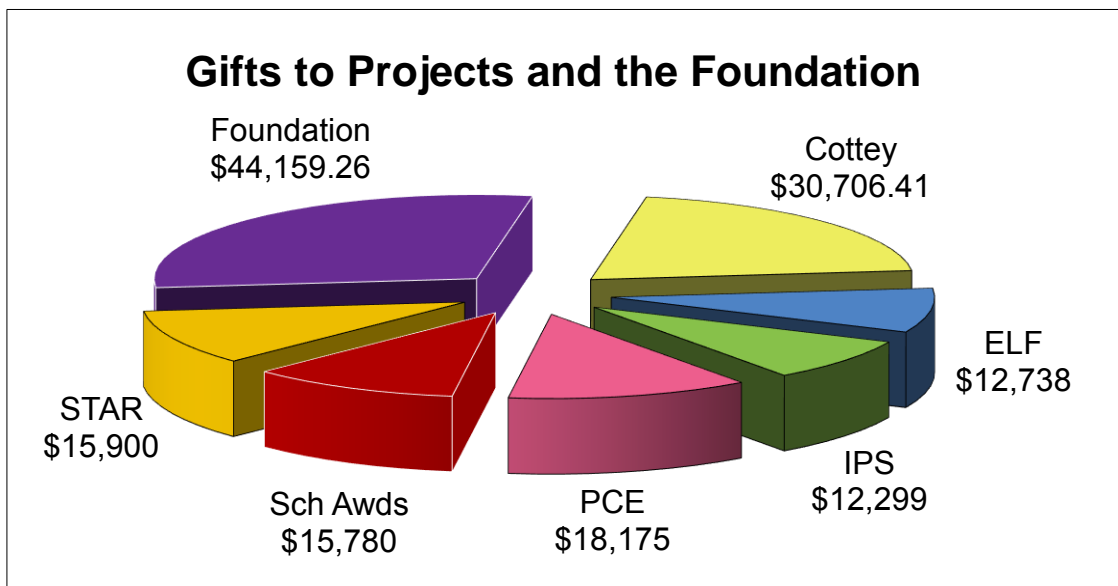 Gifts to Projects and the Foundation
Foundation
$44,159.26
Cottey
$30,706.41
ELF
$12,738
IPS
$12,299
PCE
$18,175
Sch Awds
$15,780
STAR
$15,900